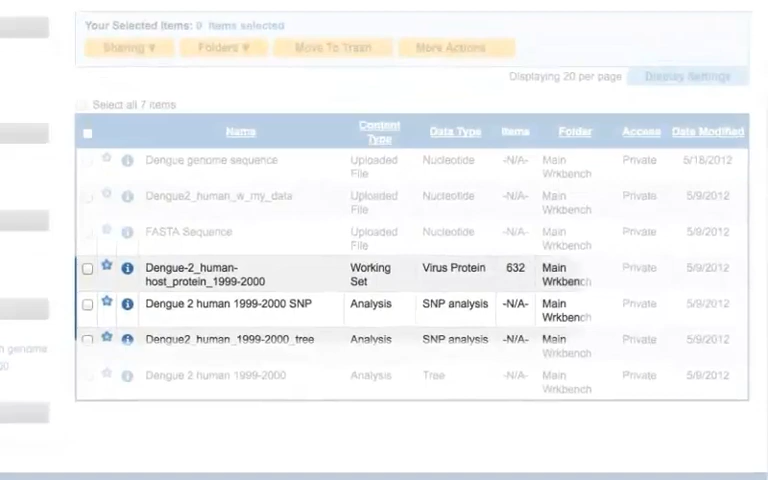 Your Selected Items: 0 items selected
Sharing Folders Move To Trash More Actions
Displaying 20 per page Display Settings
Select all 7 items
Name Content Type Data Type Items Folder Access Date Modified
Dengue genome sequence Uploaded File Nucleotide -N/A- Main Wrkbench Private 5/18/2012
Dengue2_human_w_my_data Uploaded File Nucleotide -N/A- Main Wrkbench Private 5/9/2012
FASTA Sequence Uploaded File Nucleotide -N/A- Main Wrkbench Private 5/9/2012
Dengue-2_human-host_protein_1999-2000 Working Set Virus Protein 632 Main Wrkbench Private 5/9/2012
Dengue 2 human 1999-2000 SNP Analysis SNP analysis -N/A- Main Wrkbench Private 5/9/2012
Dengue2_human_1999-2000_tree Analysis SNP analysis -N/A- Main Wrkbench Private 5/9/2012
Dengue 2 human 1999-2000 Analysis Tree -N/A- Main Wrkbench Private 5/9/2012
genome